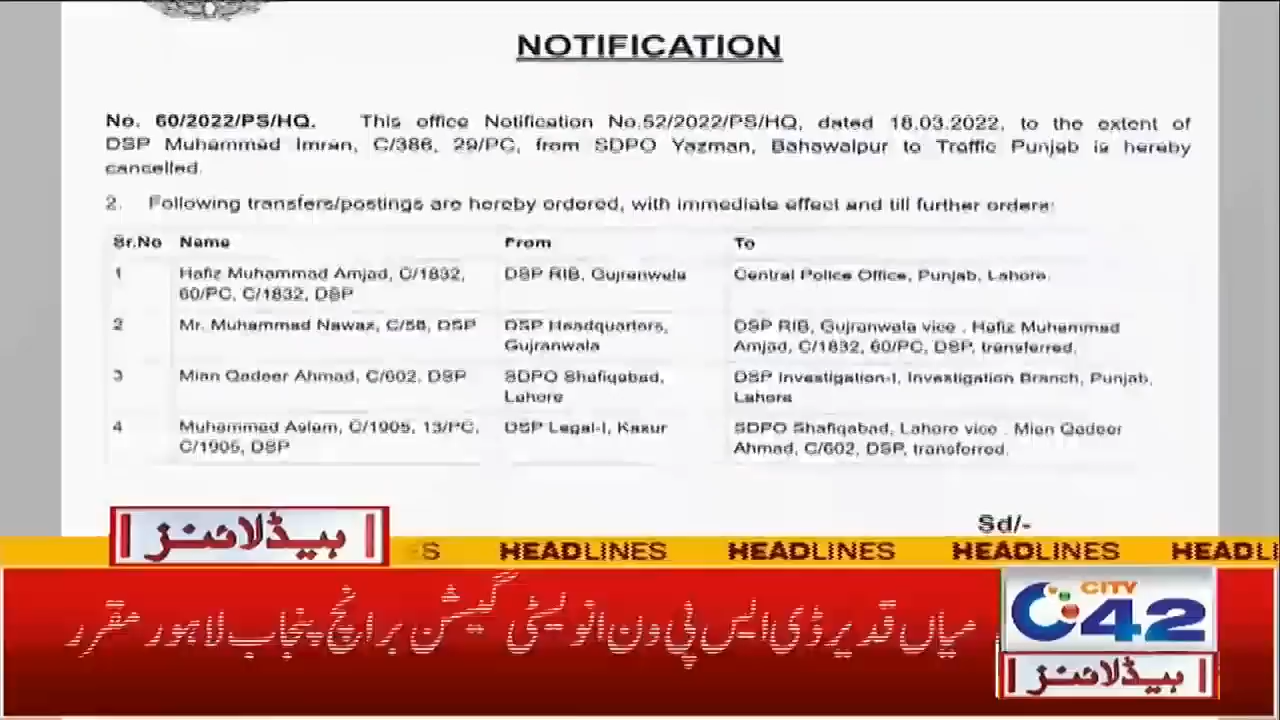 NOTIFICATION
No. 60/2022/PS/HQ. This office Notification No.52/2022/PS/HQ, dated 18.03.2022, to the extent of
DSP Muhammad Imran, C/386, 29/PC, from SDPO Yazman, Bahawalpur to Traffic Punjab is hereby
cancelled.
2. Following transfers/postings are hereby ordered, with immediate effect and till further orders:
Sr.No Name From To
1 Hafiz Muhammad Amjad, C/1832, DSP RIB, Gujranwala Central Police Office, Punjab, Lahore.
60/PC, C/1832, DSP
2 Mr. Muhammad Nawaz, C/58, DSP DSP Headquarters, DSP RIB, Gujranwala vice . Hafiz Muhammad
Gujranwala Amjad, C/1832, 60/PC, DSP, transferred.
3 Mian Qadeer Ahmad, C/602, DSP SDPO Shafiqabad, DSP Investigation-I, Investigation Branch, Punjab,
Lahore Lahore
4 Muhammad Aslam, C/1905, 13/PC, DSP Legal-I, Kasur SDPO Shafiqabad, Lahore vice . Mian Qadeer
C/1905, DSP Ahmad, C/602, DSP, transferred.
Sd/-
ہیڈلائنز
ES HEADLINES HEADLINES HEADLINES HEADLI
میاں قدیر ڈی ایس پی ون انویسٹی گیشن برانچ پنجاب لاہور مقرر
CITY
42
ہیڈلائنز